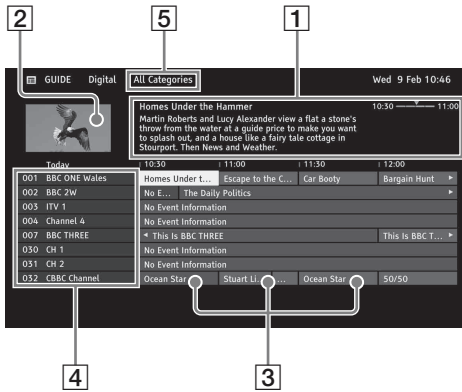 2 5 1
GUIDE Digital All Categories Wed 9 Feb 10:46
Homes Under the Hammer 10:30 11:00
Martin Roberts and Lucy Alexander view a flat a stone's
throw from the water at a guide price to make you want
to splash out, and a house like a fairy tale cottage in
Stourport. Then News and Weather.
Today 10:30 11:00 11:30 12:00
001 BBC ONE Wales Homes Under t... Escape to the C... Car Booty Bargain Hunt
002 BBC 2W No E... The Daily Politics
003 ITV 1 No Event Information
004 Channel 4 No Event Information
007 BBC THREE This Is BBC THREE This Is BBC T...
030 CH 1 No Event Information
031 CH 2 No Event Information
032 CBBC Channel Ocean Star Stuart Li... ... Ocean Star 50/50
4 3